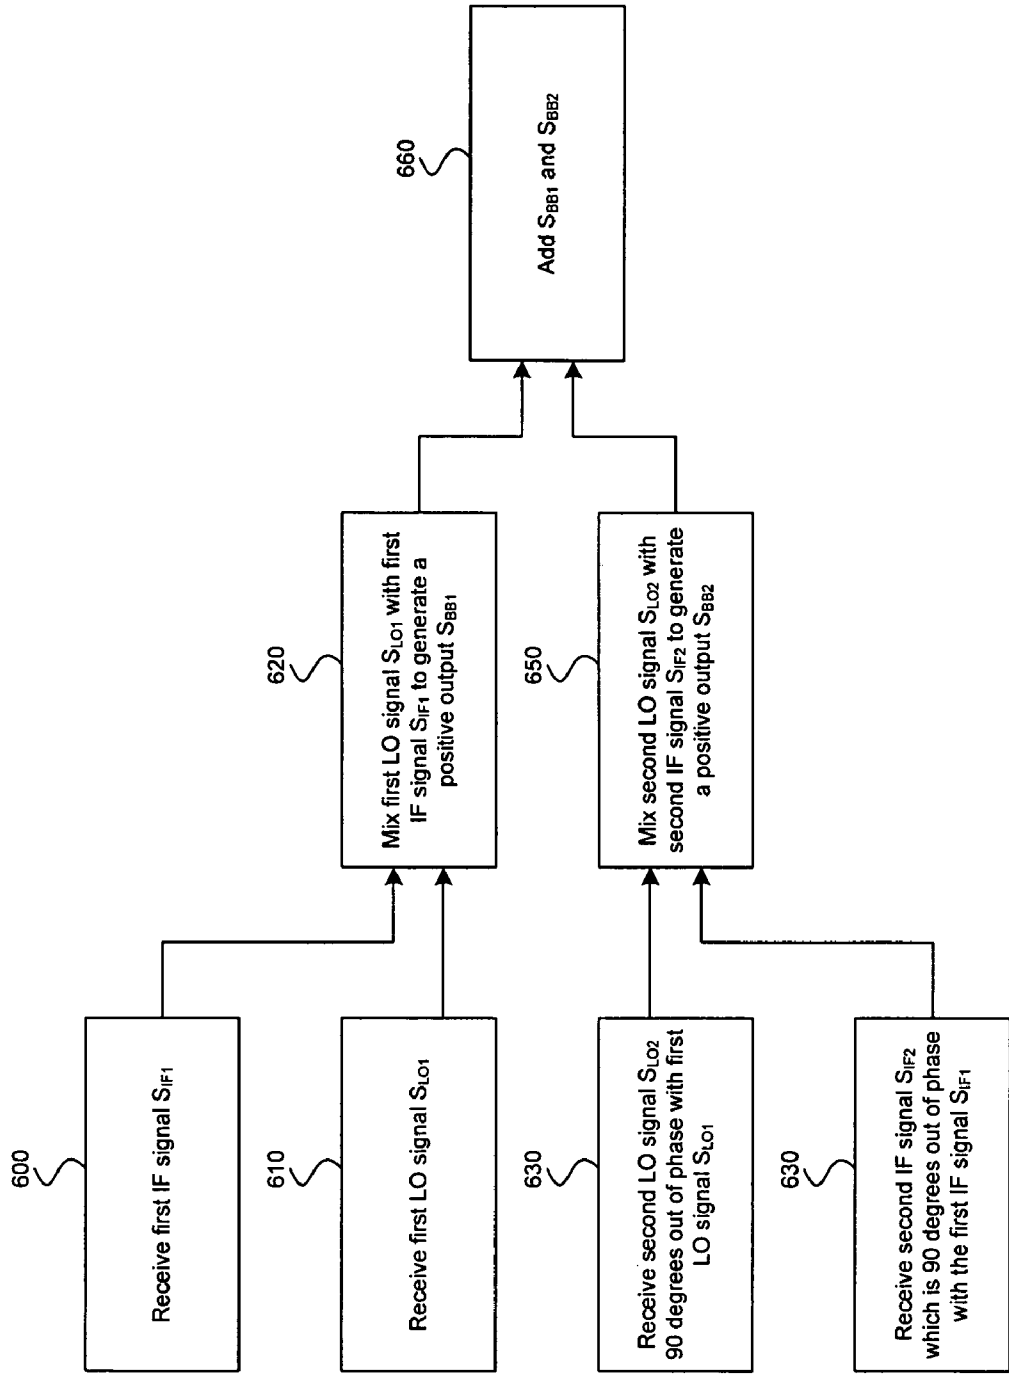 600
Receive first IF signal SIF1
610
Receive first LO signal SLO1
620
Mix first LO signal SLO1 with first
IF signal SIF1 to generate a
positive output SBB1
630
Receive second LO signal SLO2
90 degrees out of phase with first
LO signal SLO1
630
Receive second IF signal SIF2
which is 90 degrees out of phase
with the first IF signal SIF1
650
Mix second LO signal SLO2 with
second IF signal SIF2 to generate
a positive output SBB2
660
Add SBB1 and SBB2